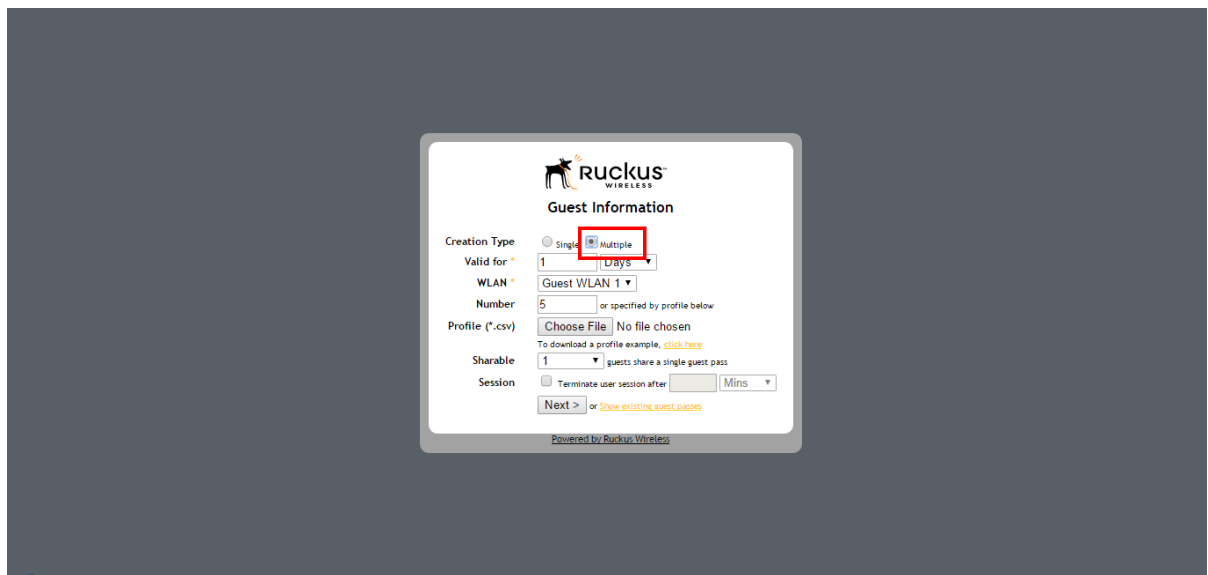 RUCKUS™
WIRELESS
Guest Information
Creation Type Single Multiple
Valid for * 1 Days
WLAN * Guest WLAN 1
Number 5 or specified by profile below
Profile (*.csv) Choose File No file chosen
To download a profile example, click here
Sharable 1 guests share a single guest pass
Session Terminate user session after Mins
Next > or Show existing guest passes
Powered by Ruckus Wireless